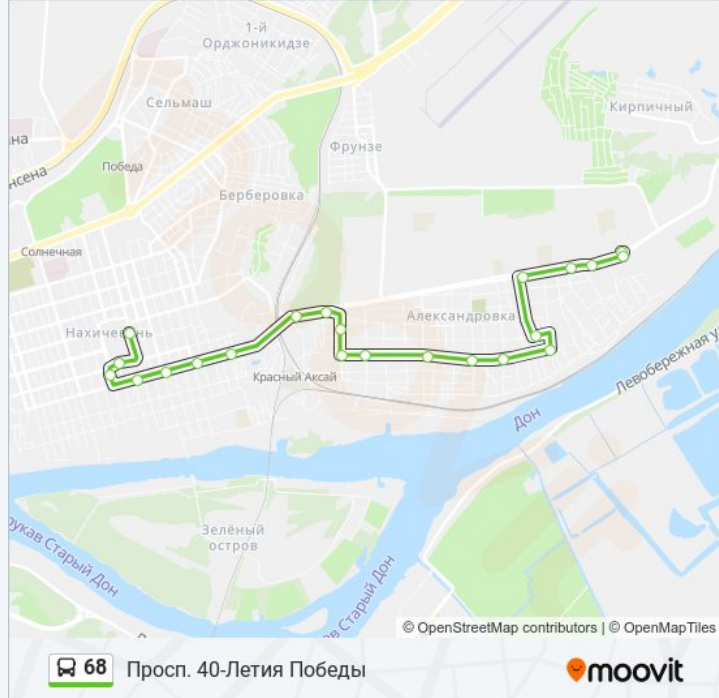 1-й
Орджоникидзе
Сельмаш
Кирпичный
на
Фрунзе
Победа
нсена
Берберовка
Солнечная
Александровка
Нахичевань
Левобережная у
Красный Аксай
Дон
Зелёный
остров
рукав Старый Дон
в Старый Дон
© OpenStreetMap contributors | © OpenMapTiles
68 Просп. 40-Летия Победы moovit